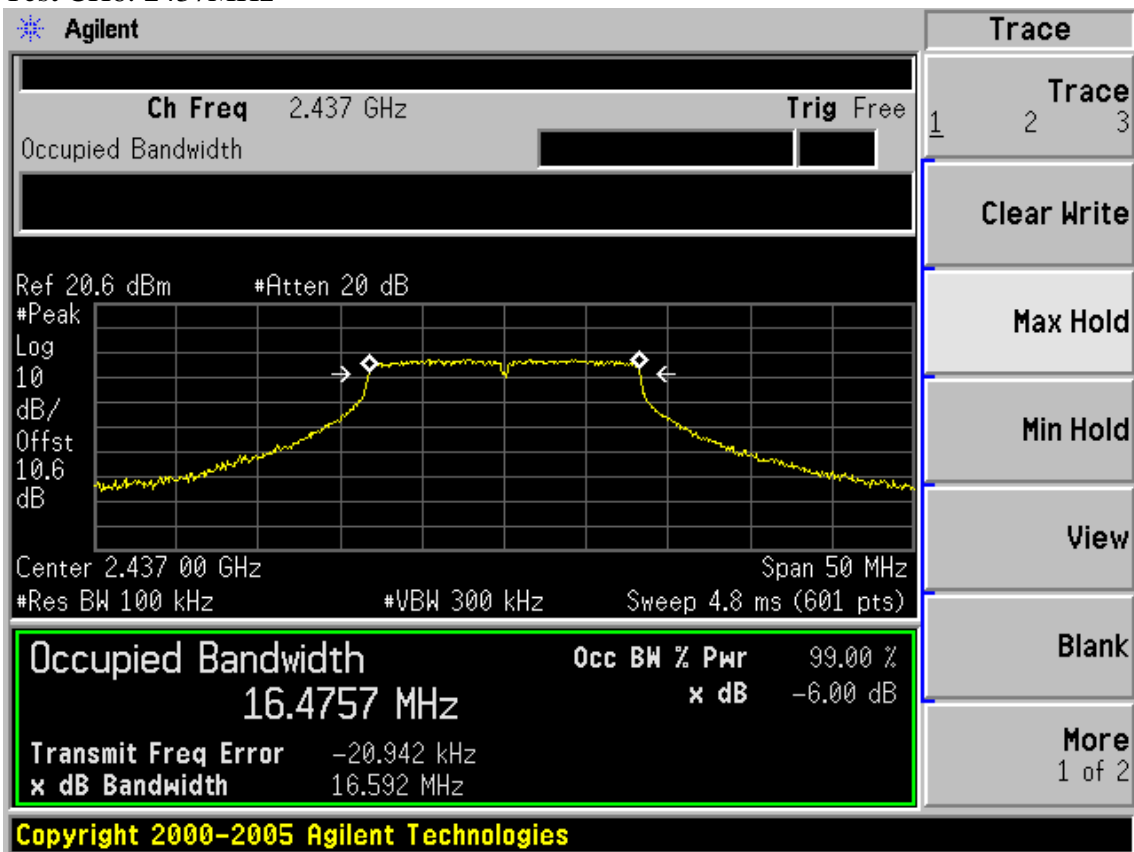 Agilent
Trace
Ch Freq 2.437 GHz Trig Free
Occupied Bandwidth
Trace
1 2 3
Clear Write
Max Hold
Min Hold
View
Blank
More
1 of 2
Ref 20.6 dBm #Atten 20 dB
#Peak
Log
10
dB/
Offst
10.6
dB
Center 2.437 00 GHz Span 50 MHz
#Res BW 100 kHz #VBW 300 kHz Sweep 4.8 ms (601 pts)
Occupied Bandwidth Occ BW % Pwr 99.00 %
16.4757 MHz x dB -6.00 dB
Transmit Freq Error -20.942 kHz
x dB Bandwidth 16.592 MHz
Copyright 2000-2005 Agilent Technologies